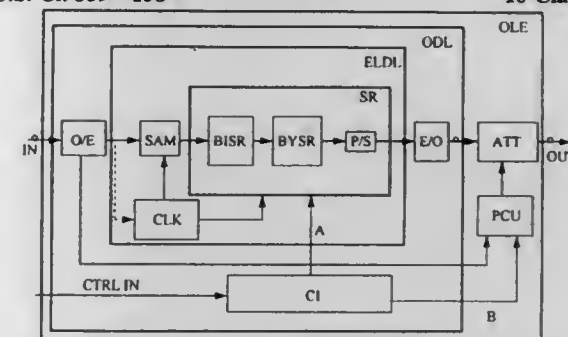 OLE
ODL
ELDL
SR
IN
O/E
SAM
BISR
BYSR
P/S
E/O
ATT
OUT
CLK
PCU
A
CTRL IN
CI
B